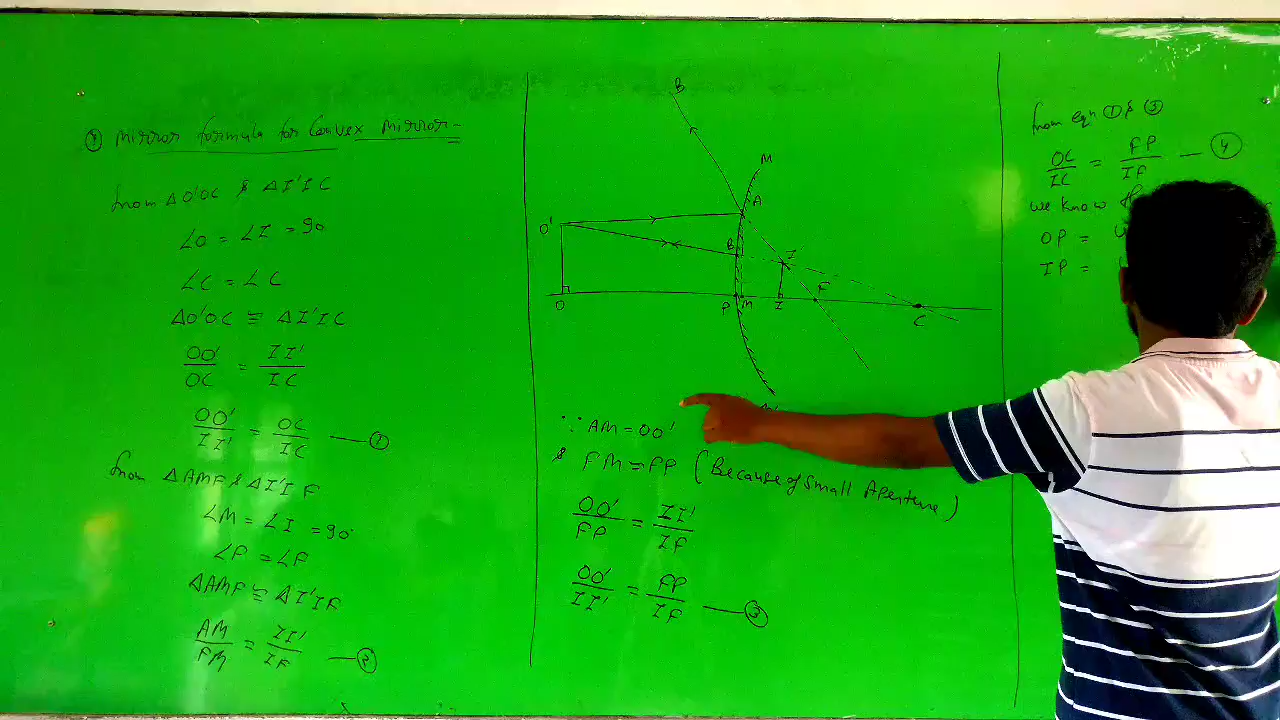 ④ Mirror formula for Convex Mirror-
from ΔO'OC & ΔI'IC
∠O = ∠I = 90
∠C = ∠C
ΔO'OC ≅ ΔI'IC
OO'/OC = II'/IC
OO'/II' = OC/IC —①
from ΔAMF & ΔI'IF
∠M = ∠I = 90°
∠F = ∠F
ΔAMF ≅ ΔI'IF
AM/FM = II'/IF —②
B
M
A
O'
B
I'
F
O
P M
I
C
M'
∵ AM = OO'
& FM = FP (Because of Small Aperture)
OO'/FP = II'/IF
OO'/II' = FP/IF —③
from eqn ① & ③
OC/IC = FP/IF —④
we know
OP =
IP =